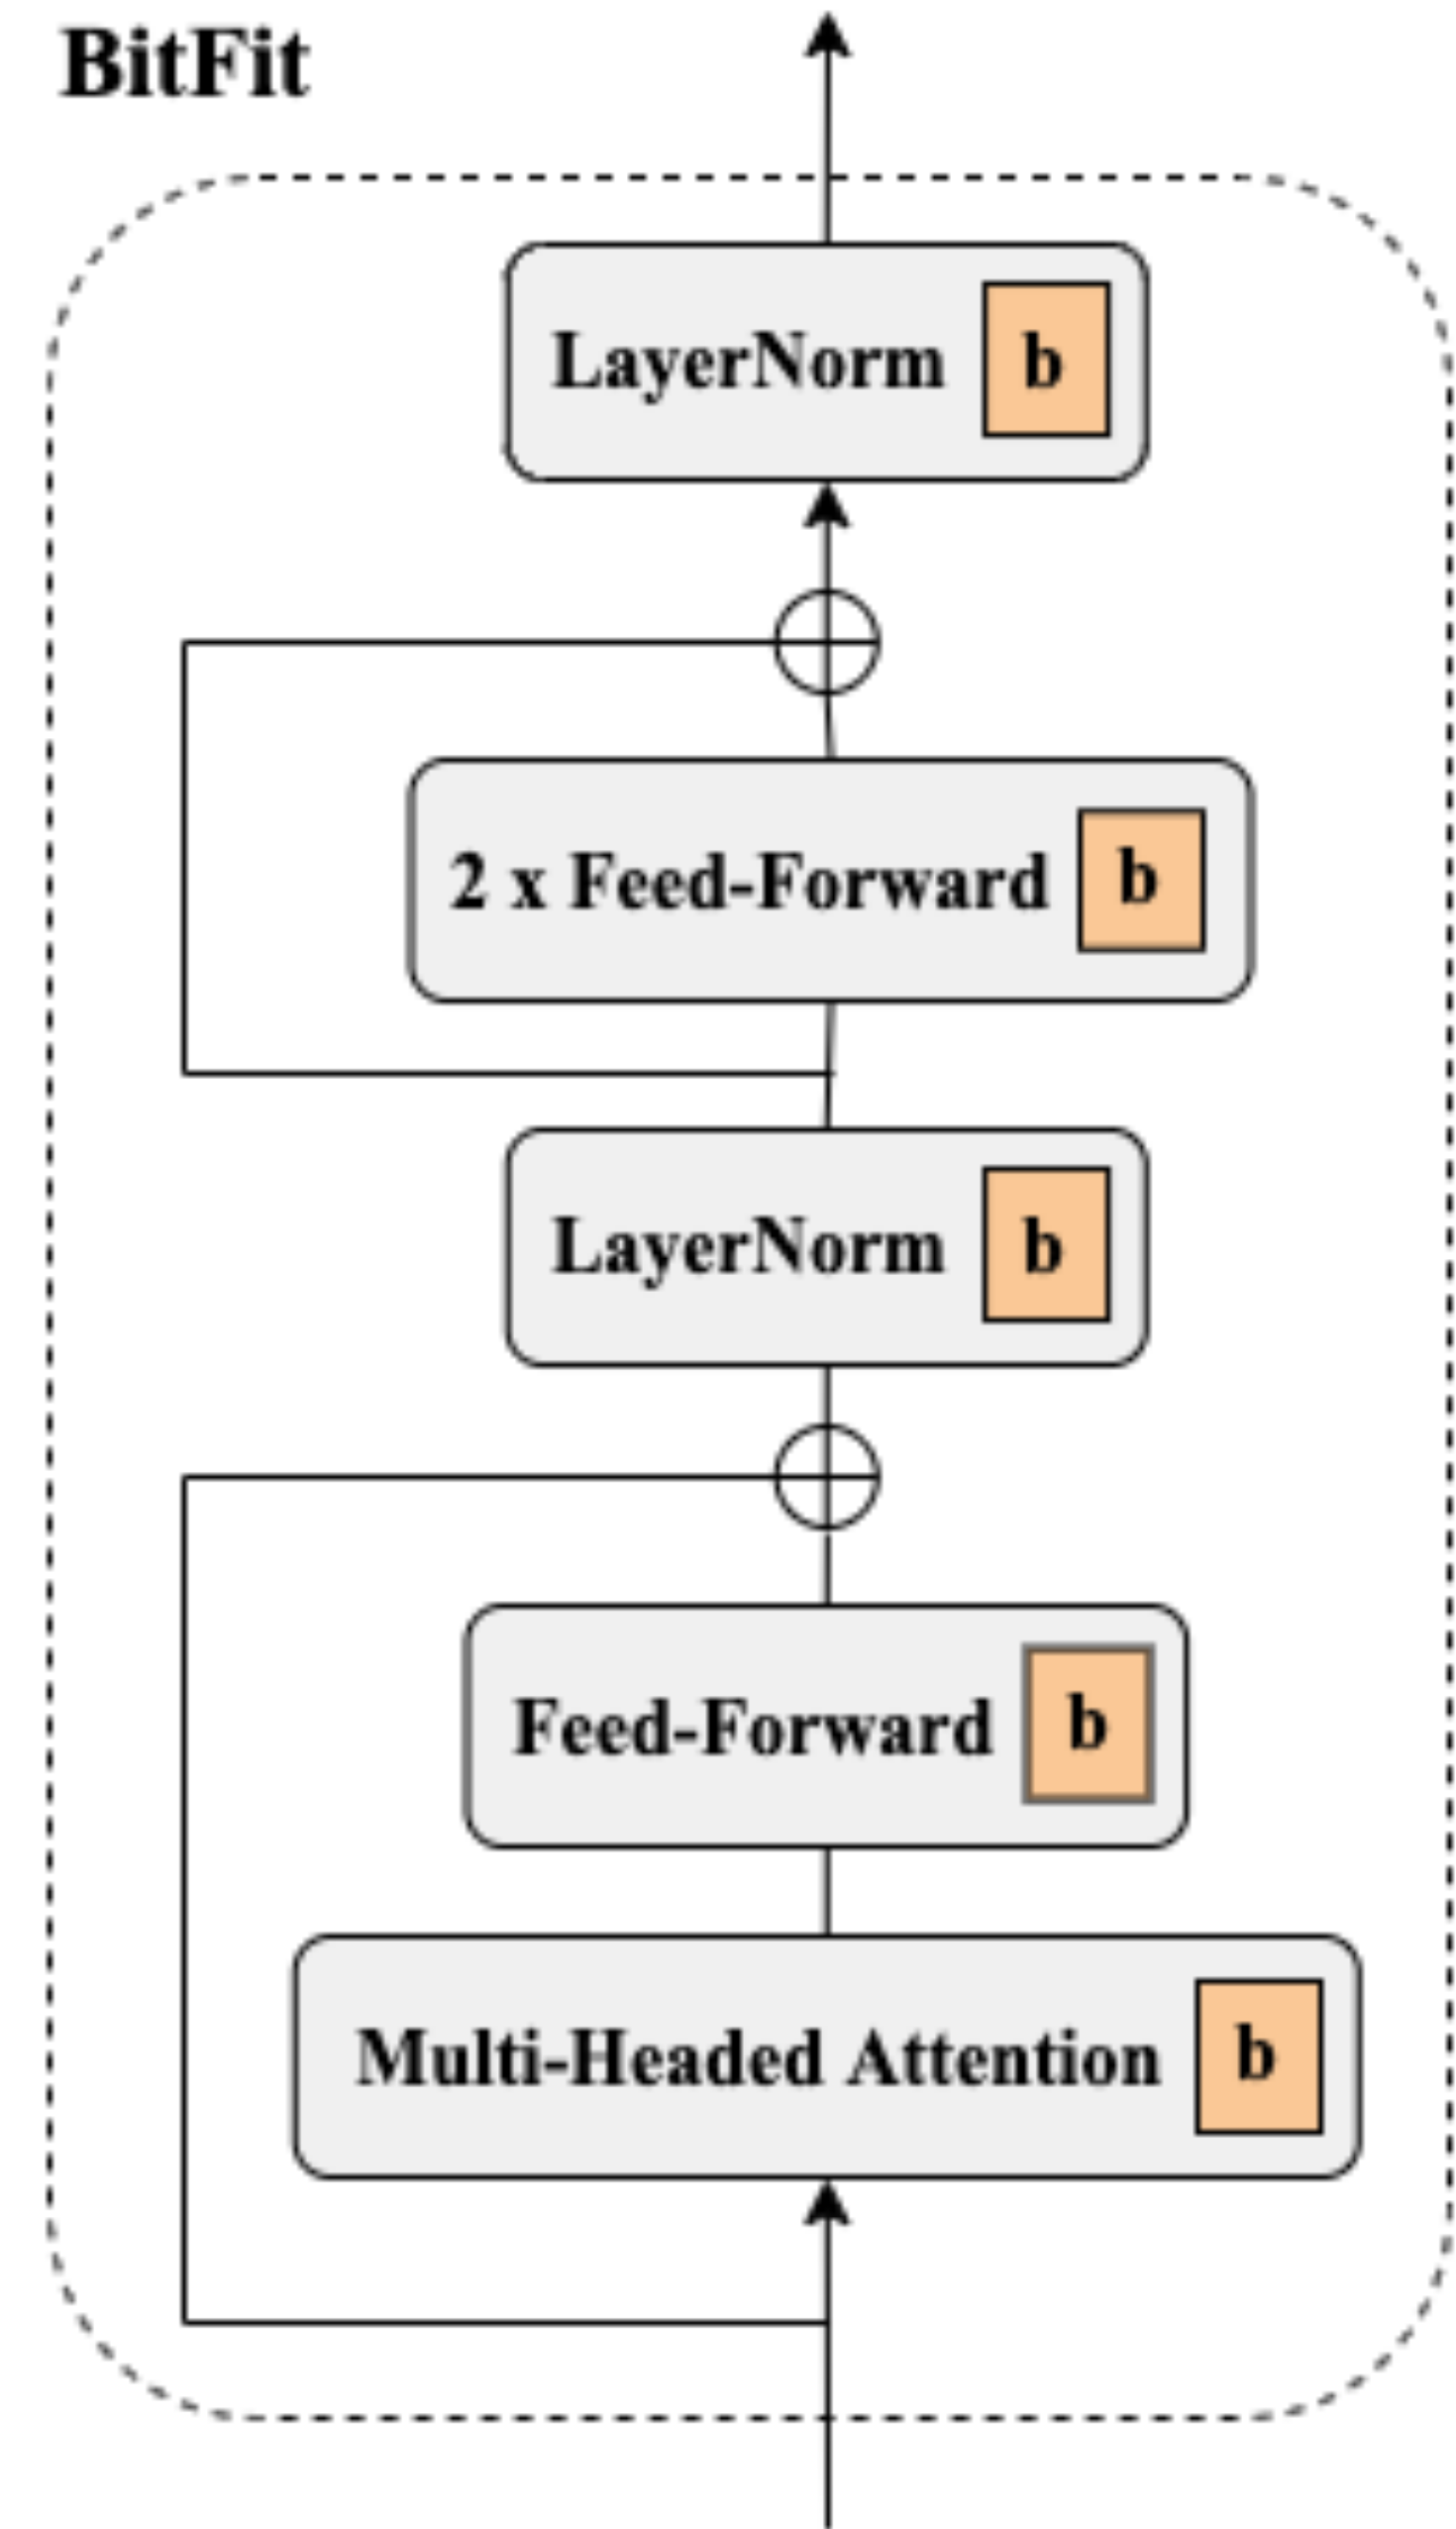 BitFit
LayerNorm b
2 x Feed-Forward b
LayerNorm b
Feed-Forward b
Multi-Headed Attention b